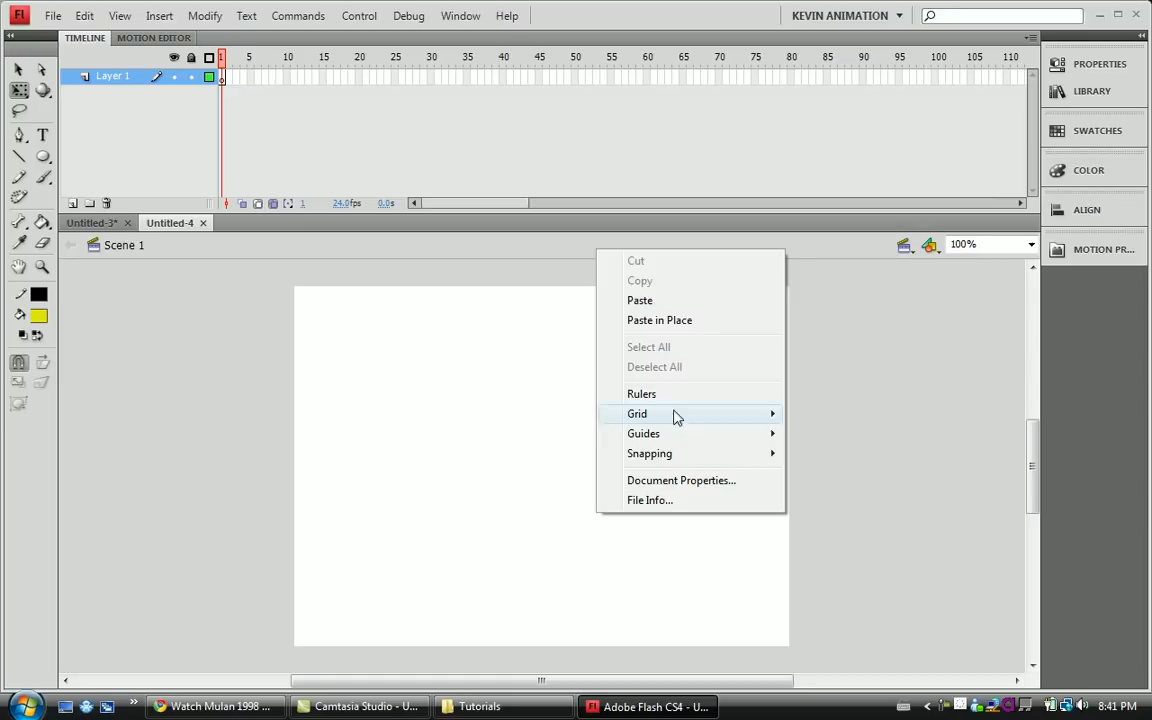 Fl File Edit View Insert Modify Text Commands Control Debug Window Help KEVIN ANIMATION
TIMELINE MOTION EDITOR
1 5 10 15 20 25 30 35 40 45 50 55 60 65 70 75 80 85 90 95 100 105 110
Layer 1
1 24.0fps 0.0s
Untitled-3* Untitled-4
Scene 1 100%
PROPERTIES
LIBRARY
SWATCHES
COLOR
ALIGN
MOTION PR...
T
Cut
Copy
Paste
Paste in Place
Select All
Deselect All
Rulers
Grid
Guides
Snapping
Document Properties...
File Info...
Watch Mulan 1998 ... Camtasia Studio - U... Tutorials Fl Adobe Flash CS4 - U... 8:41 PM